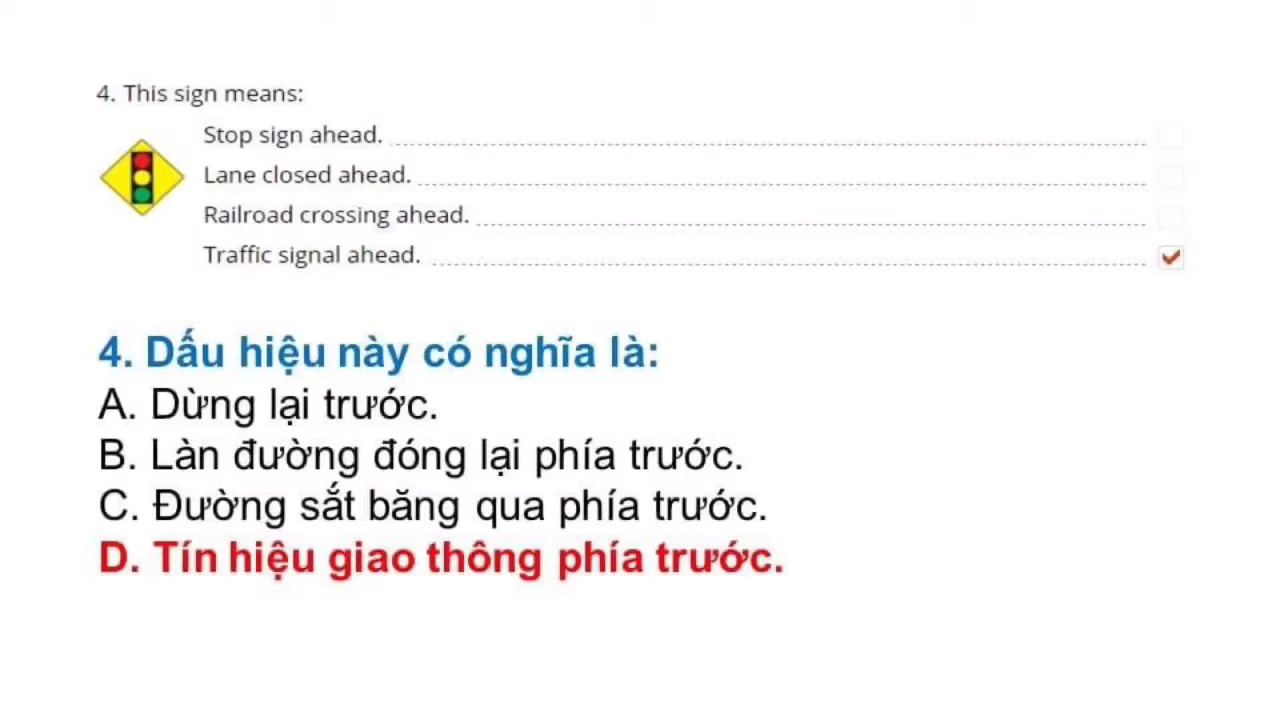 4. This sign means:
Stop sign ahead.
Lane closed ahead.
Railroad crossing ahead.
Traffic signal ahead.
4. Dấu hiệu này có nghĩa là:
A. Dừng lại trước.
B. Làn đường đóng lại phía trước.
C. Đường sắt băng qua phía trước.
D. Tín hiệu giao thông phía trước.